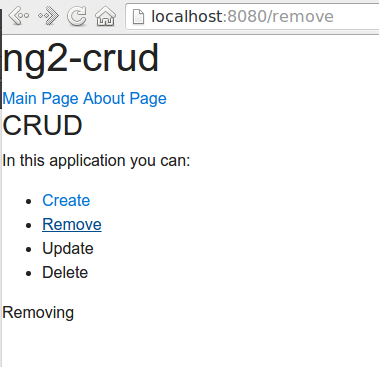 localhost:8080/remove
ng2-crud
Main Page About Page
CRUD
In this application you can:
Create
Remove
Update
Delete
Removing